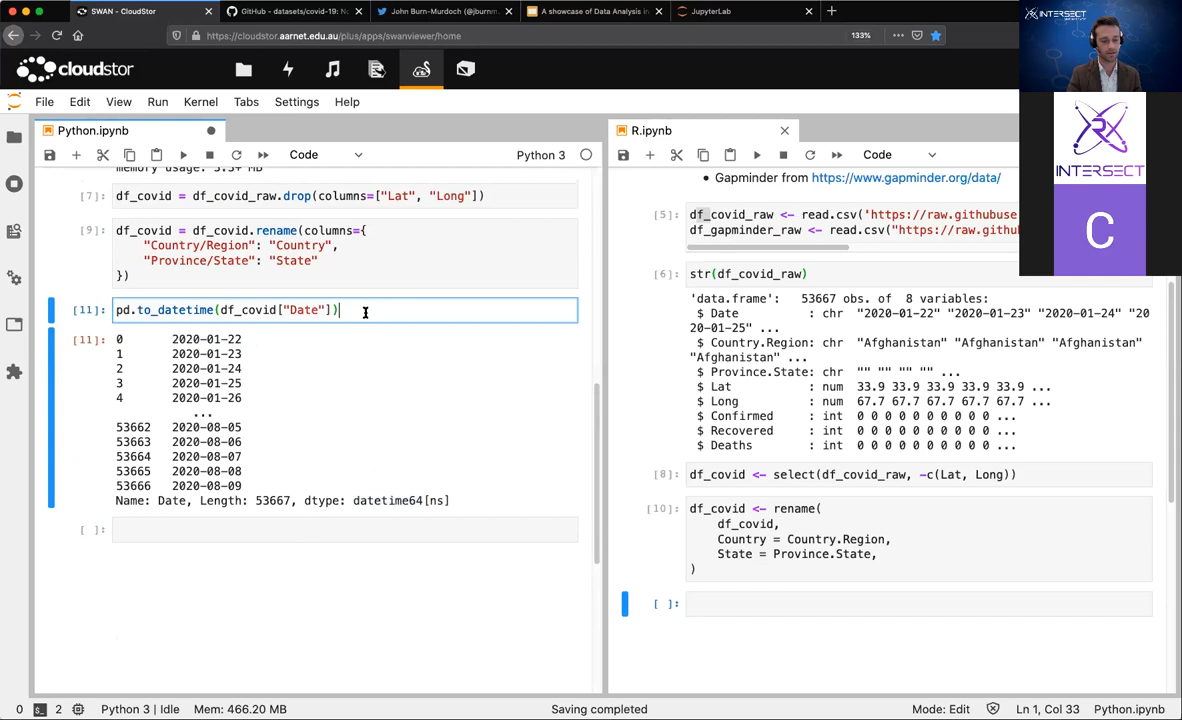 SWAN - CloudStor
GitHub - datasets/covid-19: No
John Burn-Murdoch (@jburnm
A showcase of Data Analysis in
JupyterLab
https://cloudstor.aarnet.edu.au/plus/apps/swanviewer/home
133%
cloudstor
File Edit View Run Kernel Tabs Settings Help
Python.ipynb
Code
Python 3
memory usage: 3.3+ MB
[7]: df_covid = df_covid_raw.drop(columns=["Lat", "Long"])
[9]: df_covid = df_covid.rename(columns={
"Country/Region": "Country",
"Province/State": "State"
})
[11]: pd.to_datetime(df_covid["Date"])
[11]: 0 2020-01-22
1 2020-01-23
2 2020-01-24
3 2020-01-25
4 2020-01-26
...
53662 2020-08-05
53663 2020-08-06
53664 2020-08-07
53665 2020-08-08
53666 2020-08-09
Name: Date, Length: 53667, dtype: datetime64[ns]
[ ]:
R.ipynb
Code
• Gapminder from https://www.gapminder.org/data/
[5]: df_covid_raw <- read.csv('https://raw.githubuse
df_gapminder_raw <- read.csv("https://raw.githu
[6]: str(df_covid_raw)
'data.frame': 53667 obs. of 8 variables:
$ Date : chr "2020-01-22" "2020-01-23" "2020-01-24" "20
20-01-25" ...
$ Country.Region: chr "Afghanistan" "Afghanistan" "Afghanistan"
"Afghanistan" ...
$ Province.State: chr "" "" "" "" ...
$ Lat : num 33.9 33.9 33.9 33.9 33.9 ...
$ Long : num 67.7 67.7 67.7 67.7 67.7 ...
$ Confirmed : int 0 0 0 0 0 0 0 0 0 0 ...
$ Recovered : int 0 0 0 0 0 0 0 0 0 0 ...
$ Deaths : int 0 0 0 0 0 0 0 0 0 0 ...
[8]: df_covid <- select(df_covid_raw, -c(Lat, Long))
[10]: df_covid <- rename(
df_covid,
Country = Country.Region,
State = Province.State,
)
[ ]:
INTERSECT
INTERSECT
C
0 2 Python 3 | Idle Mem: 466.20 MB
Saving completed
Mode: Edit Ln 1, Col 33 Python.ipynb